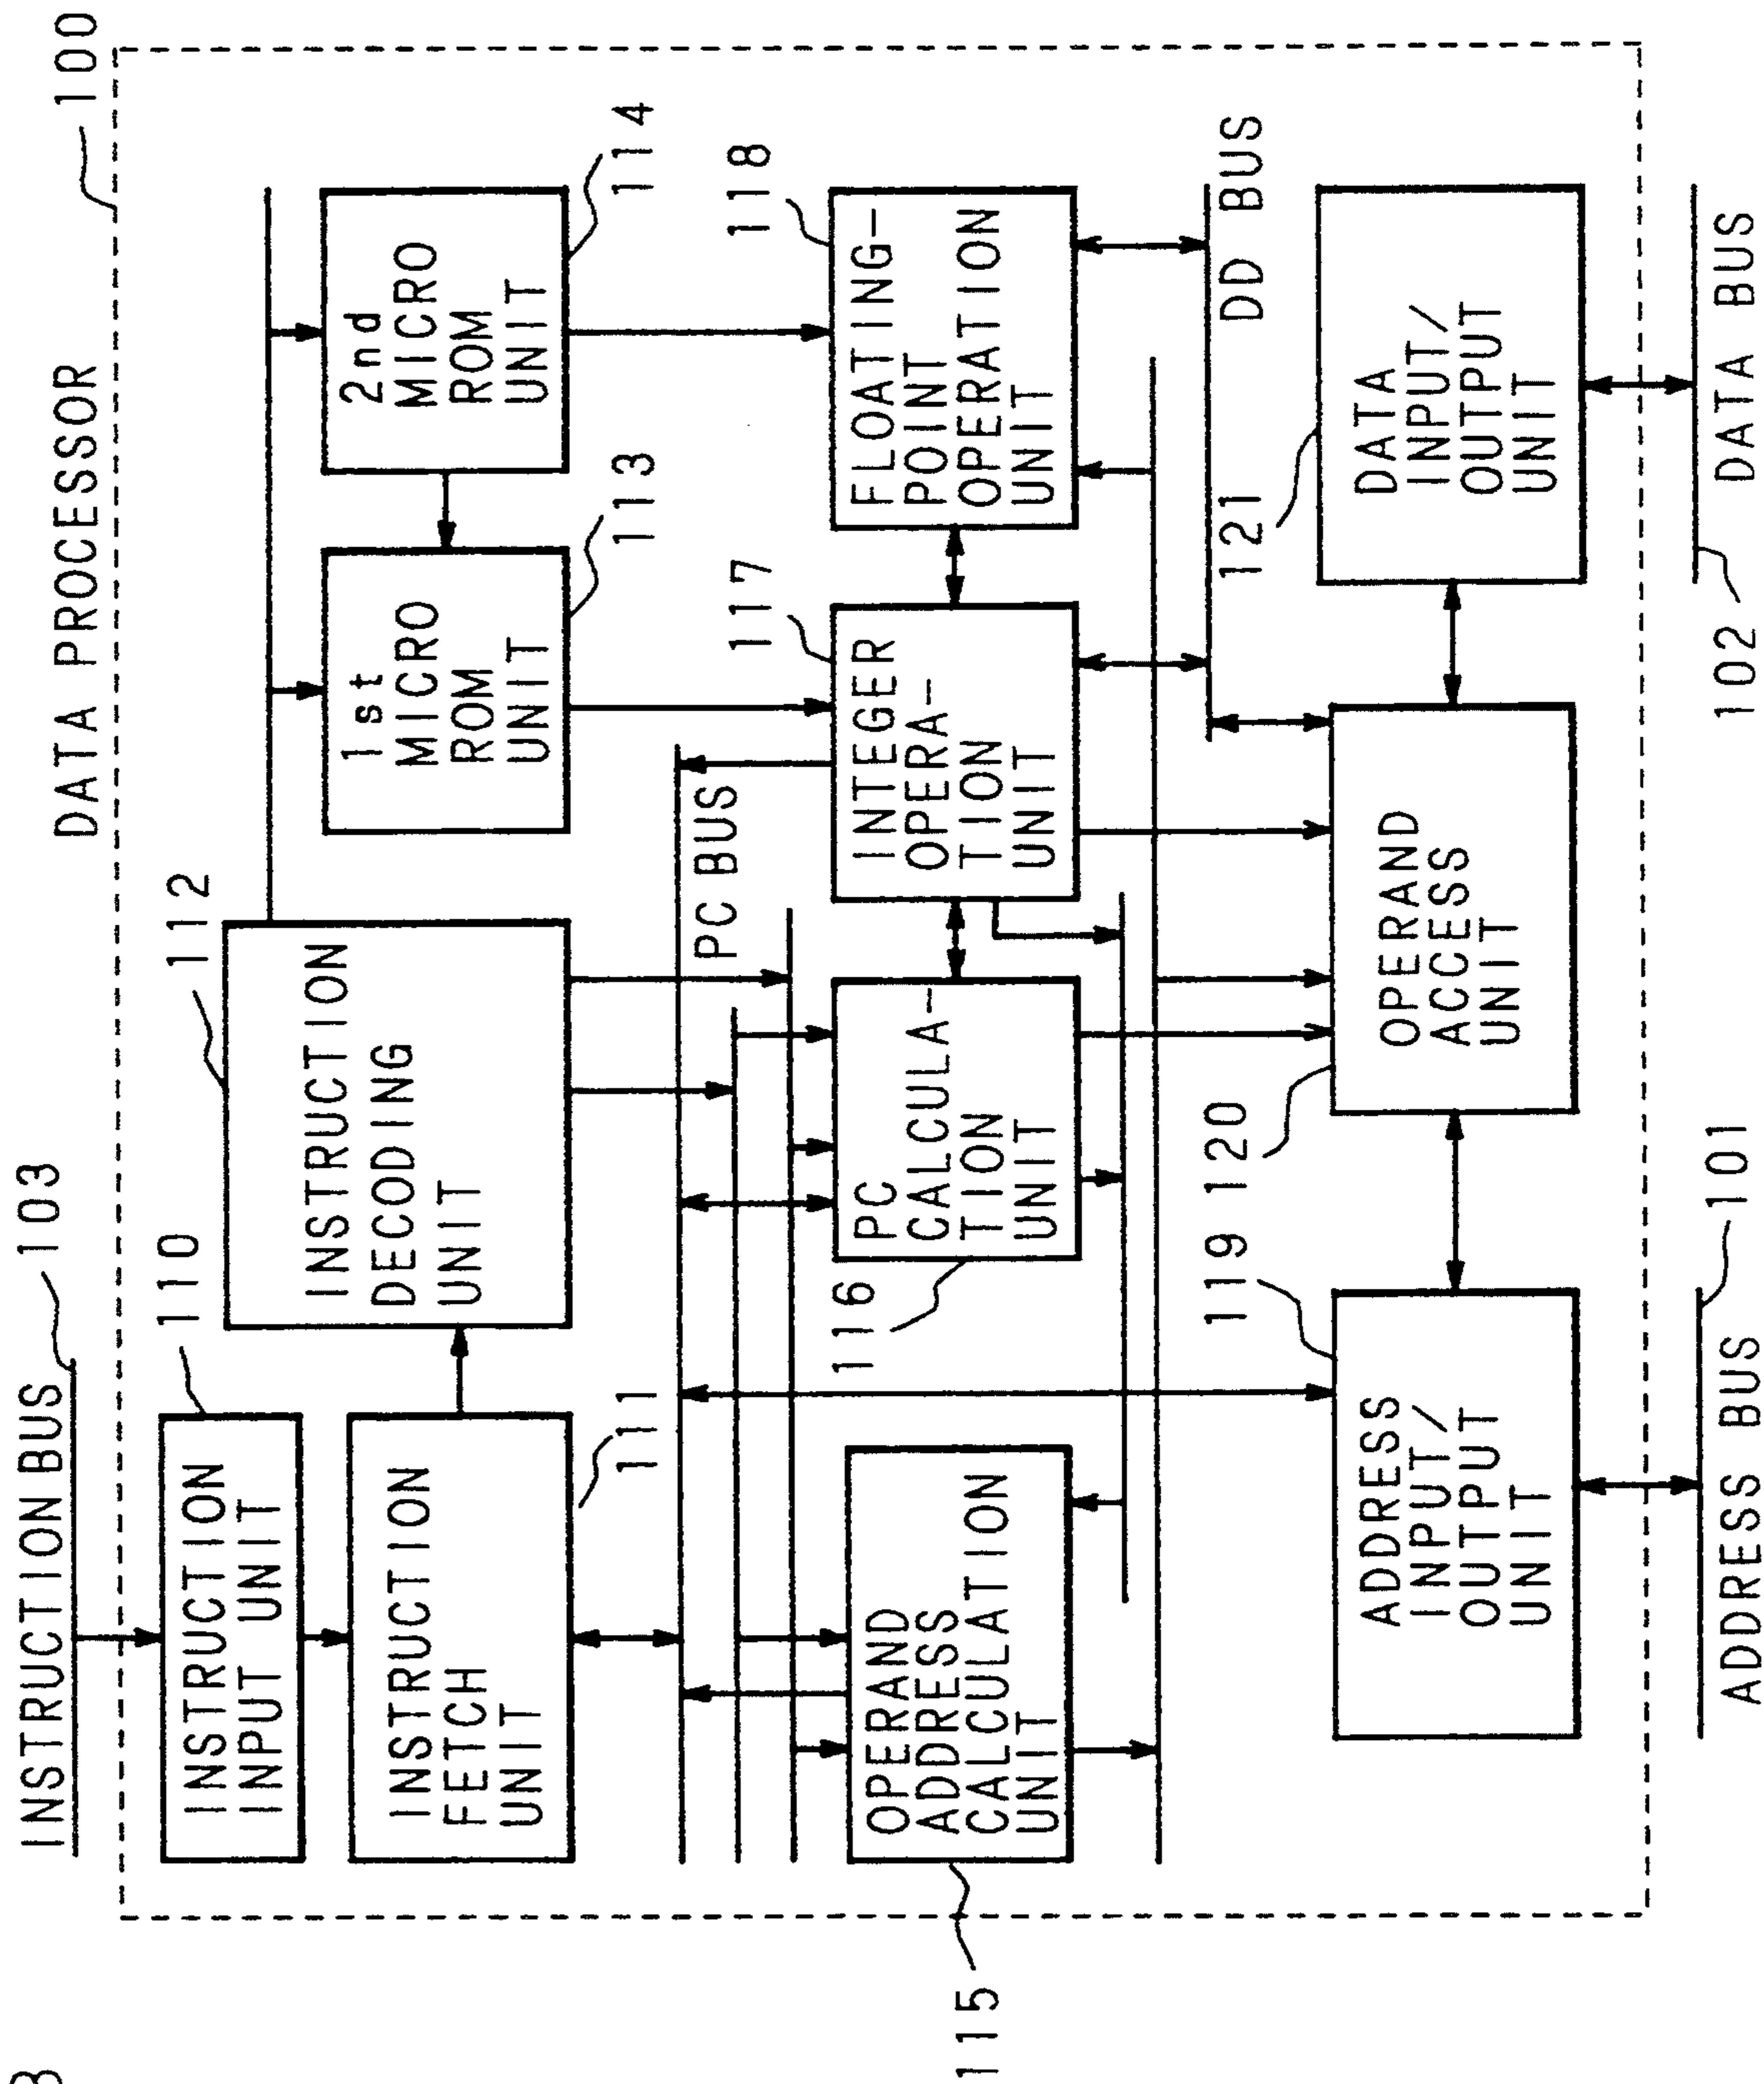 DATA PROCESSOR
100
INSTRUCTION BUS
103
110
INSTRUCTION
INPUT UNIT
INSTRUCTION
FETCH
UNIT
111
112
INSTRUCTION
DECODING
UNIT
1st
MICRO
ROM
UNIT
113
2nd
MICRO
ROM
UNIT
114
PC BUS
115
OPERAND
ADDRESS
CALCULATION
UNIT
116
PC
CALCULA-
TION
UNIT
117
INTEGER
OPERA-
TION
UNIT
118
FLOATING-
POINT
OPERATION
UNIT
DD BUS
119
ADDRESS
INPUT/
OUTPUT
UNIT
120
OPERAND
ACCESS
UNIT
121
DATA
INPUT/
OUTPUT
UNIT
101
ADDRESS BUS
102
DATA BUS